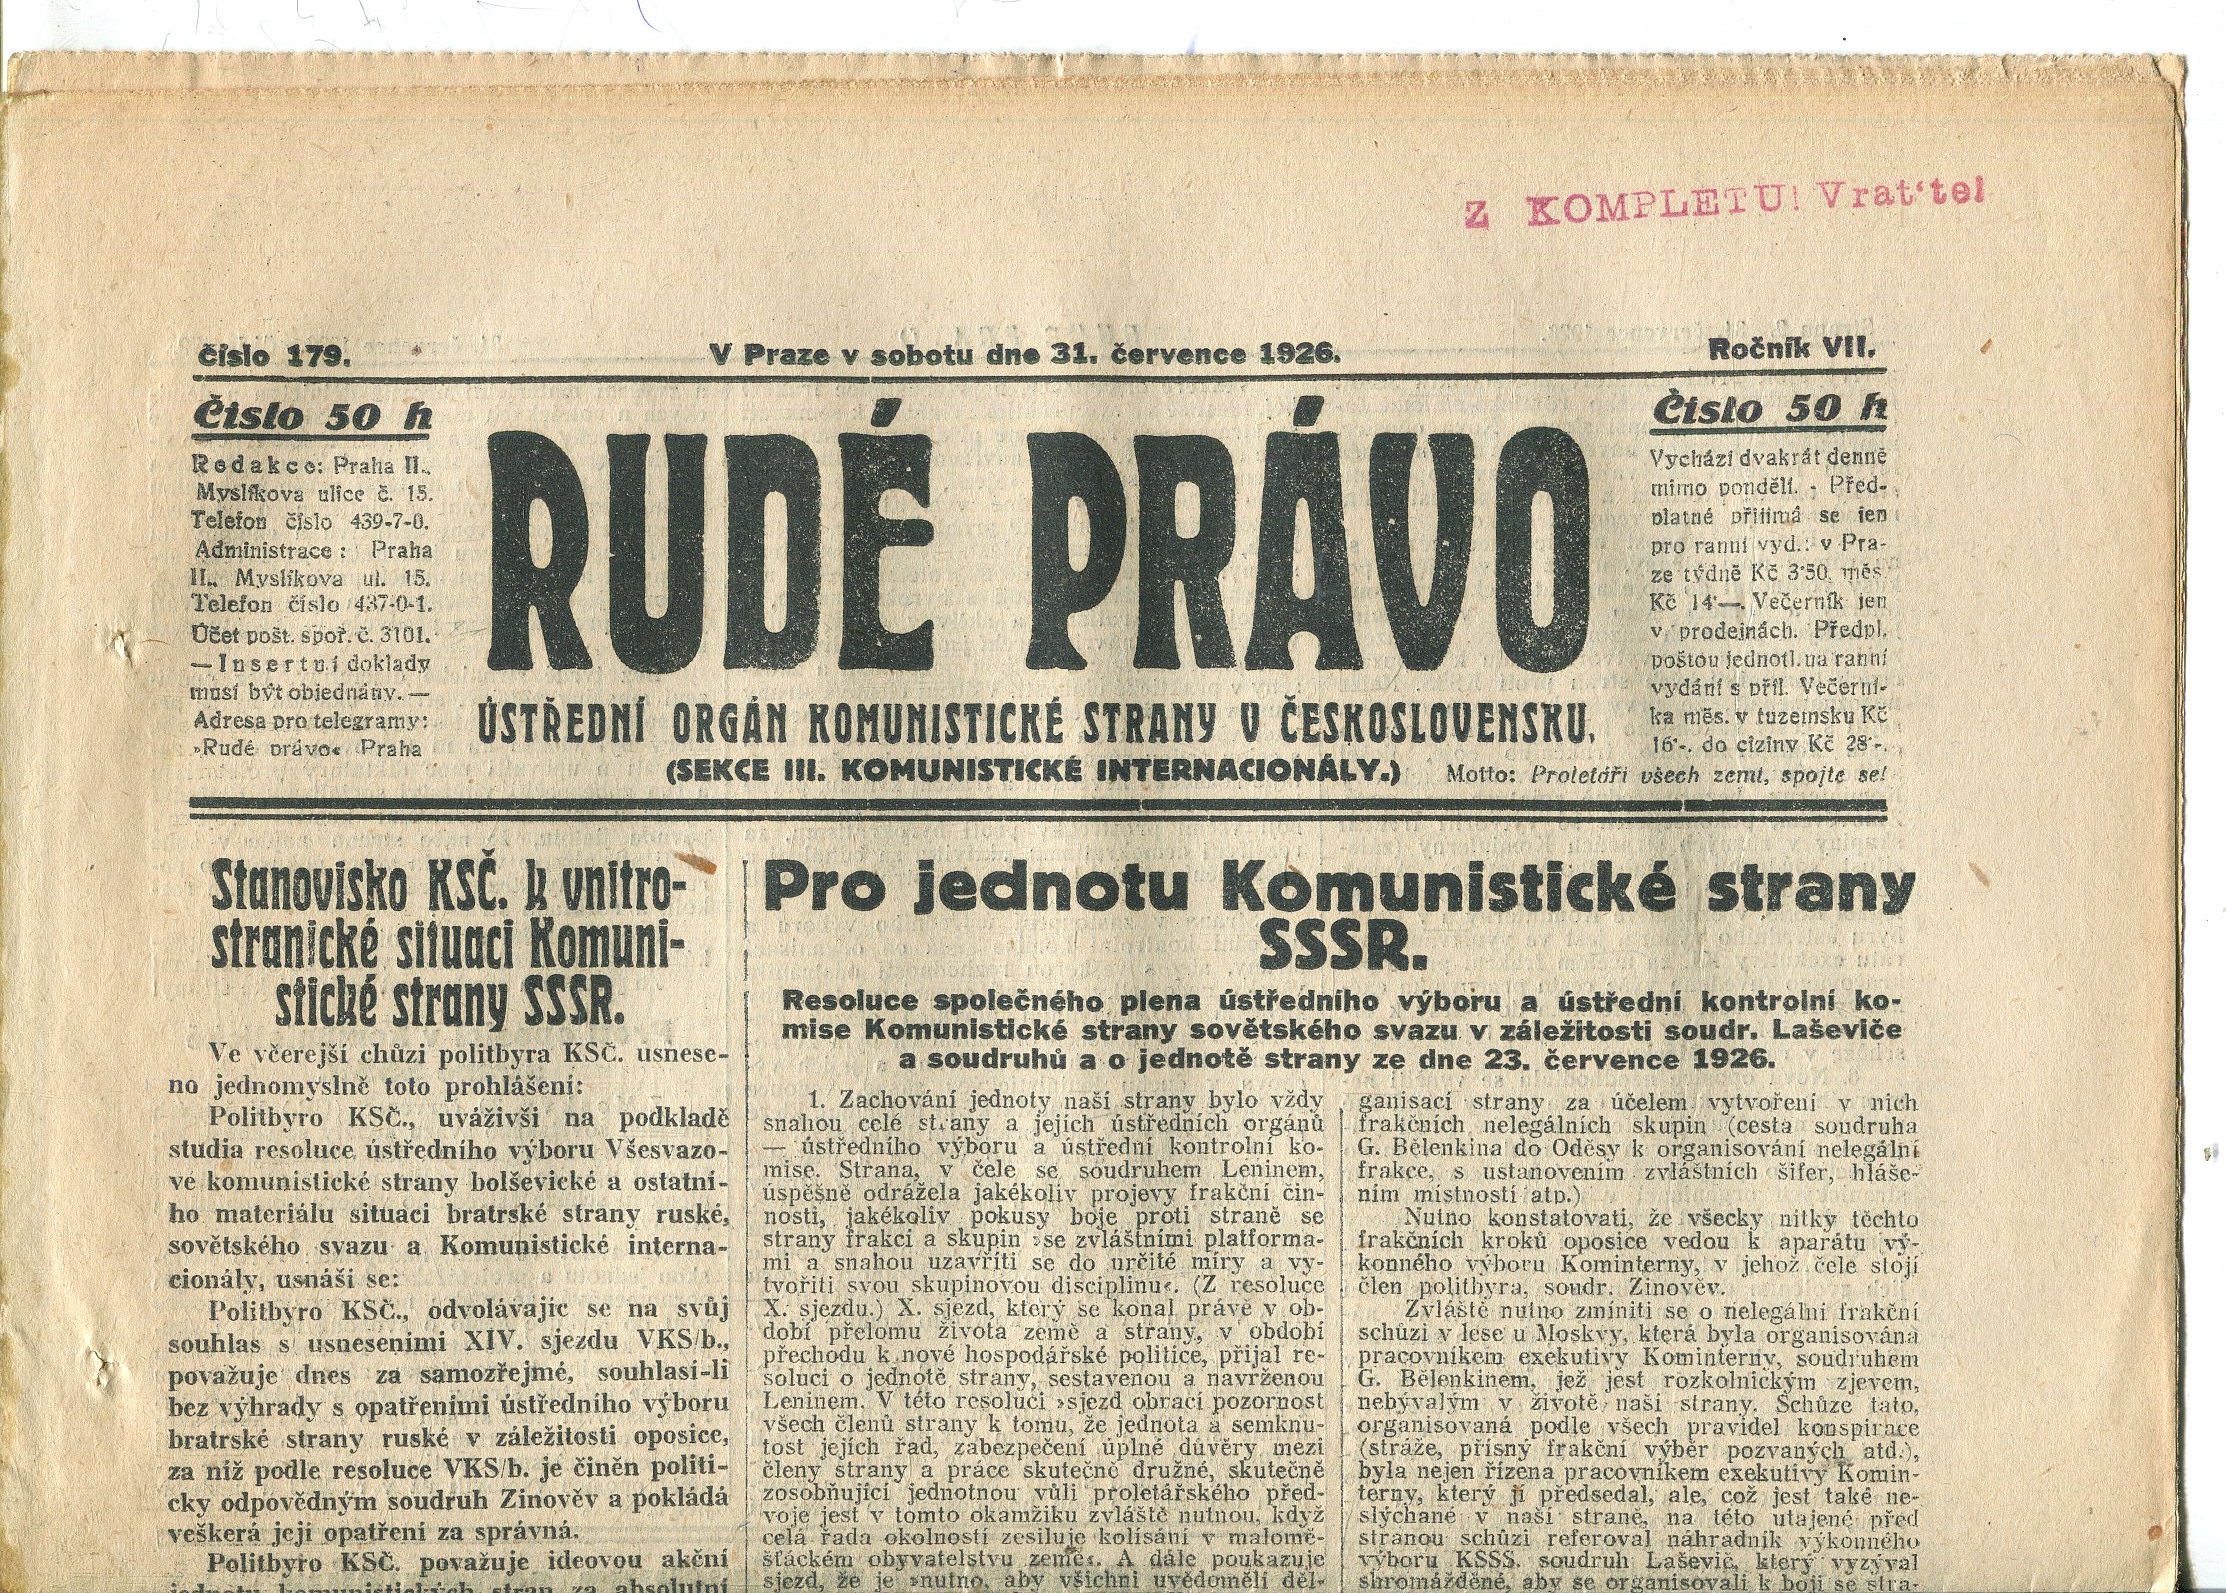 Z KOMPLETU! Vraťte!
číslo 179.
V Praze v sobotu dne 31. července 1926.
Ročník VII.
Číslo 50 h
Redakce: Praha II.,
Myslíkova ulice č. 15.
Telefon číslo 439-7-0.
Administrace: Praha
II., Myslíkova ul. 15.
Telefon číslo 437-0-1.
Účet pošt. spoř. č. 3101.
— Insertní doklady
musí být objednány. —
Adresa pro telegramy:
»Rudé právo« Praha
RUDÉ PRÁVO
ÚSTŘEDNÍ ORGÁN KOMUNISTICKÉ STRANY V ČESKOSLOVENSKU,
(SEKCE III. KOMUNISTICKÉ INTERNACIONÁLY.)
Motto: Proletáři všech zemí, spojte se!
Číslo 50 h
Vychází dvakrát denně
mimo pondělí. - Před-
platné přijímá se jen
pro ranní vyd.: v Pra-
ze týdně Kč 3·50, měs.
Kč 14·—. Večerník jen
v prodejnách. Předpl.
poštou jednotl. na ranní
vydání s příl. Večerní-
ka měs. v tuzemsku Kč
16·-. do ciziny Kč 28·-.
Stanovisko KSČ. k vnitro-
stranické situaci Komuni-
stické strany SSSR.
Ve včerejší chůzi politbyra KSČ. usnese-
no jednomyslně toto prohlášení:
Politbyro KSČ., uváživši na podkladě
studia resoluce ústředního výboru Všesvazo-
vé komunistické strany bolševické a ostatní-
ho materiálu situaci bratrské strany ruské,
sovětského svazu a Komunistické interna-
cionály, usnáší se:
Politbyro KSČ., odvolávajíc se na svůj
souhlas s usneseními XIV. sjezdu VKS/b.,
považuje dnes za samozřejmé, souhlasí-li
bez výhrady s opatřeními ústředního výboru
bratrské strany ruské v záležitosti oposice,
za níž podle resoluce VKS/b. je činěn politi-
cky odpovědným soudruh Zinověv a pokládá
veškerá její opatření za správná.
Politbyro KSČ. považuje ideovou akční
jednotu komunistických stran za absolutní
Pro jednotu Komunistické strany
SSSR.
Resoluce společného plena ústředního výboru a ústřední kontrolní ko-
mise Komunistické strany sovětského svazu v záležitosti soudr. Laševiče
a soudruhů a o jednotě strany ze dne 23. července 1926.
1. Zachování jednoty naší strany bylo vždy
snahou celé strany a jejích ústředních orgánů
— ústředního výboru a ústřední kontrolní ko-
mise. Strana, v čele se soudruhem Leninem,
úspěšně odrážela jakékoliv projevy frakční čin-
nosti, jakékoliv pokusy boje proti straně se
strany frakcí a skupin »se zvláštními platforma-
mi a snahou uzavříti se do určité míry a vy-
tvořiti svou skupinovou disciplinu«. (Z resoluce
X. sjezdu.) X. sjezd, který se konal právě v ob-
dobí přelomu života země a strany, v období
přechodu k nové hospodářské politice, přijal re-
soluci o jednotě strany, sestavenou a navrženou
Leninem. V této resoluci »sjezd obrací pozornost
všech členů strany k tomu, že jednota a semknu-
tost jejích řad, zabezpečení úplné důvěry mezi
členy strany a práce skutečně družné, skutečně
zosobňující jednotnou vůli proletářského před-
voje jest v tomto okamžiku zvláště nutnou, když
celá řada okolností zesiluje kolísání v malomě-
šťáckém obyvatelstvu země«. A dále poukazuje
sjezd, že je »nutno, aby všichni uvědomělí děl-
ganisací strany za účelem vytvoření v nich
frakčních nelegálních skupin (cesta soudruha
G. Bělenkina do Oděsy k organisování nelegální
frakce, s ustanovením zvláštních šifer, hláše-
ním místností atp.)
Nutno konstatovati, že všecky nitky těchto
frakčních kroků oposice vedou k aparátu vý-
konného výboru Kominterny, v jehož čele stojí
člen politbyra, soudr. Zinověv.
Zvláště nutno zmíniti se o nelegální frakční
schůzi v lese u Moskvy, která byla organisována
pracovníkem exekutivy Kominterny, soudruhem
G. Bělenkinem, jež jest rozkolnickým zjevem,
nebývalým v životě naší strany. Schůze tato,
organisovaná podle všech pravidel konspirace
(stráže, přísný frakční výběr pozvaných atd.),
byla nejen řízena pracovníkem exekutivy Komin-
terny, který jí předsedal, ale, což jest také ne-
slýchané v naší straně, na této utajené před
stranou schůzi referoval náhradník výkonného
výboru KSSS. soudruh Laševič, který vyzýval
shromážděné, aby se organisovali k boji se stra-